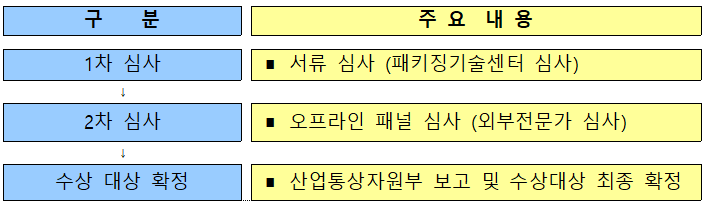 구 분 주 요 내 용
1차 심사 ■ 서류 심사 (패키징기술센터 심사)
↓
2차 심사 ■ 오프라인 패널 심사 (외부전문가 심사)
↓
수상 대상 확정 ■ 산업통상자원부 보고 및 수상대상 최종 확정